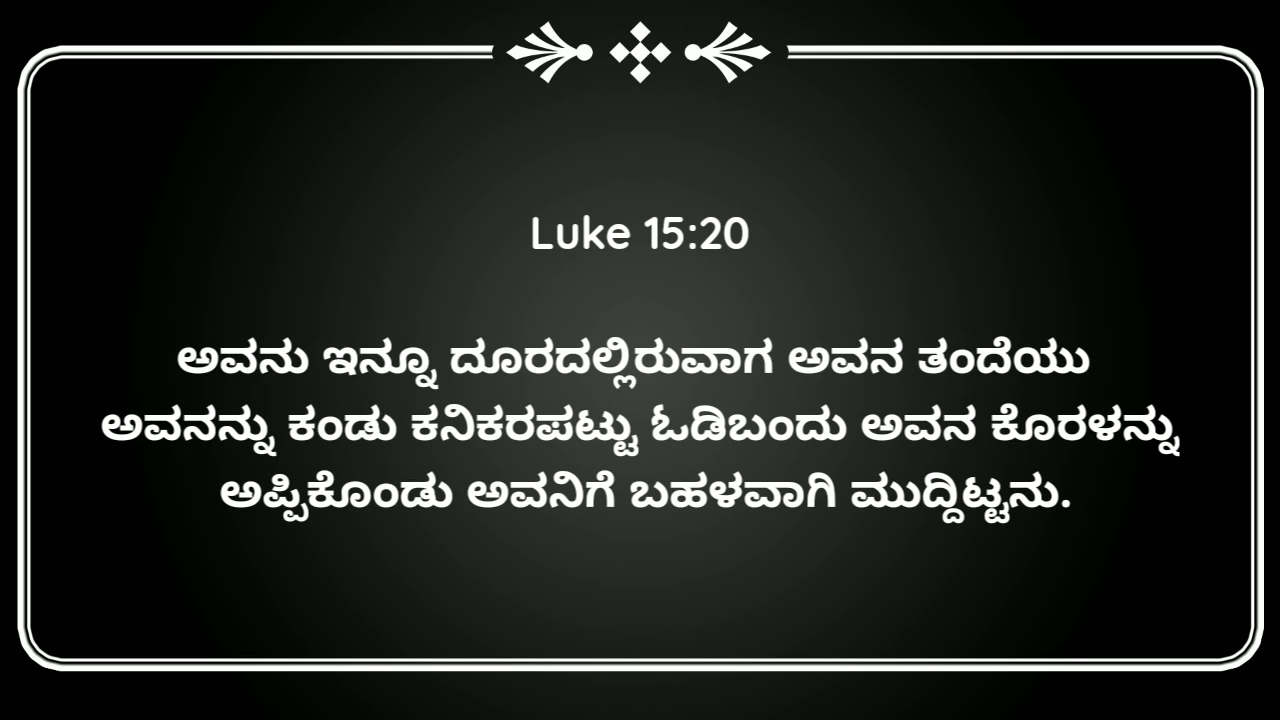 Luke 15:20
ಅವನು ಇನ್ನೂ ದೂರದಲ್ಲಿರುವಾಗ ಅವನ ತಂದೆಯು
ಅವನನ್ನು ಕಂಡು ಕನಿಕರಪಟ್ಟು ಓಡಿಬಂದು ಅವನ ಕೊರಳನ್ನು
ಅಪ್ಪಿಕೊಂಡು ಅವನಿಗೆ ಬಹಳವಾಗಿ ಮುದ್ದಿಟ್ಟನು.